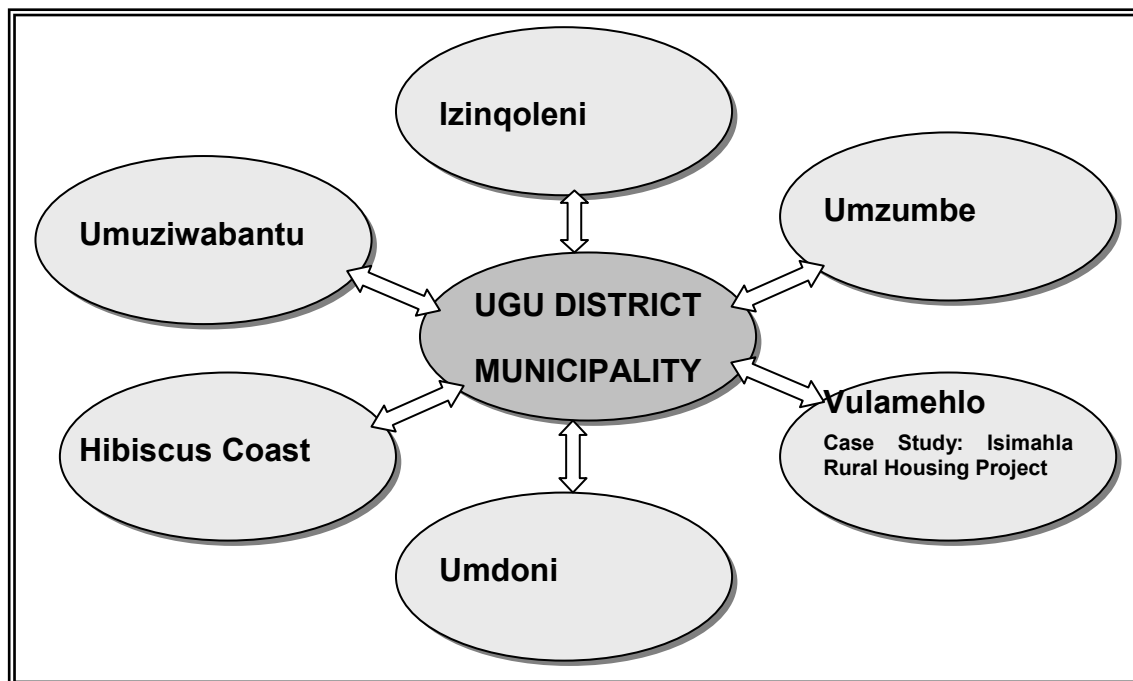 Izinqoleni
Umuziwabantu
Umzumbe
UGU DISTRICT
MUNICIPALITY
Hibiscus Coast
Vulamehlo
Case Study: Isimahla
Rural Housing Project
Umdoni